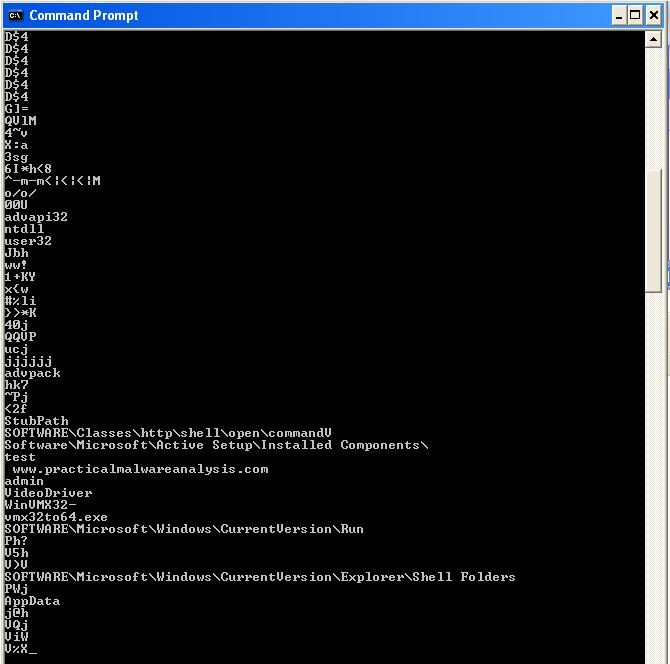 Command Prompt
D$4
D$4
D$4
D$4
D$4
D$4
G]=
QVlM
4~v
X:a
3sg
6I*h<8
^-m-m<|<|<|M
o/o/
00U
advapi32
ntdll
user32
Jbh
ww!
1+KY
x{w
#%li
>>*K
40j
QQVP
ucj
jjjjjj
advpack
hk7
~Pj
<2f
StubPath
SOFTWARE\Classes\http\shell\open\commandV
Software\Microsoft\Active Setup\Installed Components\
test
www.practicalmalwareanalysis.com
admin
VideoDriver
WinVMX32-
vmx32to64.exe
SOFTWARE\Microsoft\Windows\CurrentVersion\Run
Ph?
V5h
V>V
SOFTWARE\Microsoft\Windows\CurrentVersion\Explorer\Shell Folders
PWj
AppData
j@h
VQj
ViW
V%X_